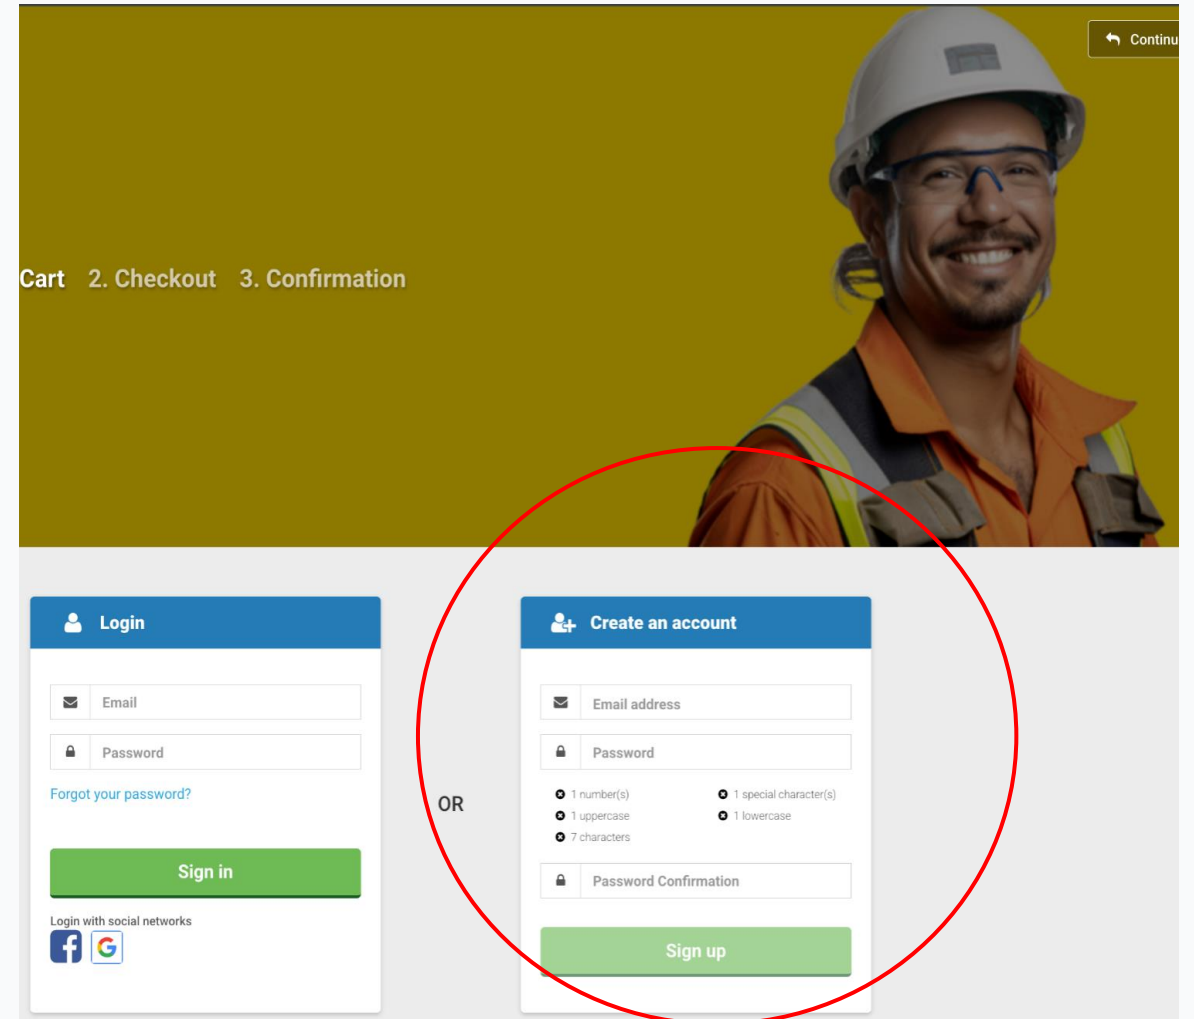 Continu
Cart 2. Checkout 3. Confirmation
Login
Email
Password
Forgot your password?
Sign in
Login with social networks
OR
Create an account
Email address
Password
1 number(s) 1 special character(s)
1 uppercase 1 lowercase
7 characters
Password Confirmation
Sign up